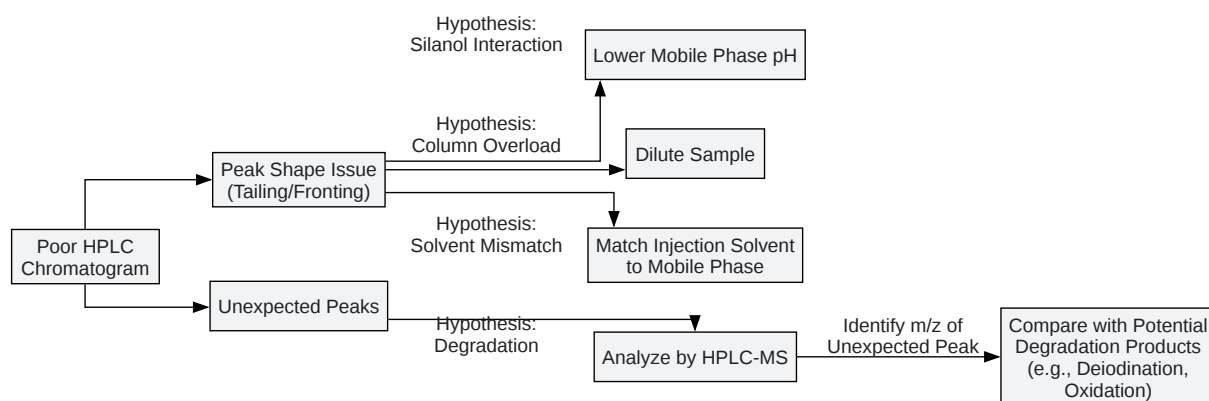 Hypothesis:
Silanol Interaction
Lower Mobile Phase pH
Hypothesis:
Column Overload
Dilute Sample
Peak Shape Issue
(Tailing/Fronting)
Hypothesis:
Solvent Mismatch
Match Injection Solvent
to Mobile Phase
Poor HPLC
Chromatogram
Unexpected Peaks
Hypothesis:
Degradation
Analyze by HPLC-MS
Identify m/z of
Unexpected Peak
Compare with Potential
Degradation Products
(e.g., Deiodination,
Oxidation)